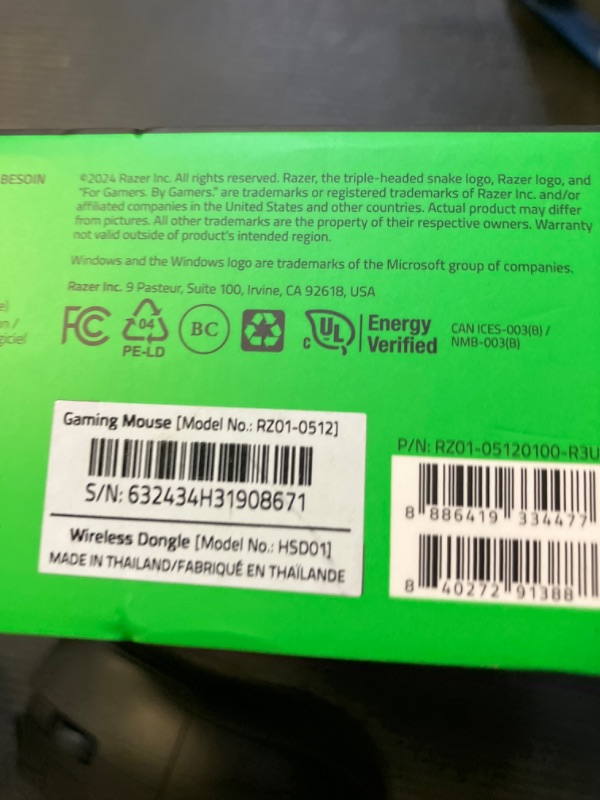 BESOIN
©2024 Razer Inc. All rights reserved. Razer, the triple-headed snake logo, Razer logo, and
"For Gamers. By Gamers." are trademarks or registered trademarks of Razer Inc. and/or
affiliated companies in the United States and other countries. Actual product may differ
from pictures. All other trademarks are the property of their respective owners. Warranty
not valid outside of product's intended region.
Windows and the Windows logo are trademarks of the Microsoft group of companies.
Razer Inc. 9 Pasteur, Suite 100, Irvine, CA 92618, USA
FC
04
PE-LD
BC
c UL
Energy
Verified
CAN ICES-003(B) /
NMB-003(B)
Gaming Mouse [Model No.: RZ01-0512]
S/N: 632434H31908671
Wireless Dongle [Model No.: HSD01]
MADE IN THAILAND/FABRIQUÉ EN THAÏLANDE
P/N: RZ01-05120100-R3U
8 886419 334477
8 40272 91388